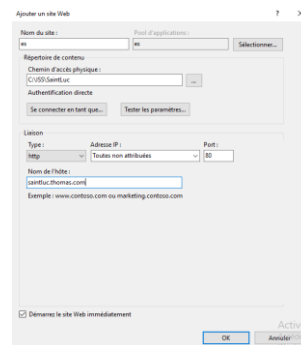 Ajouter un site Web ? X
Nom du site : Pool d'applications :
es es Sélectionner...
Répertoire de contenu
Chemin d'accès physique :
C:\ISS\SaintLuc ...
Authentification directe
Se connecter en tant que... Tester les paramètres...
Liaison
Type : Adresse IP : Port :
http Toutes non attribuées 80
Nom de l'hôte :
saintluc.thomas.com
Exemple : www.contoso.com ou marketing.contoso.com
Démarrez le site Web immédiatement
OK Annuler